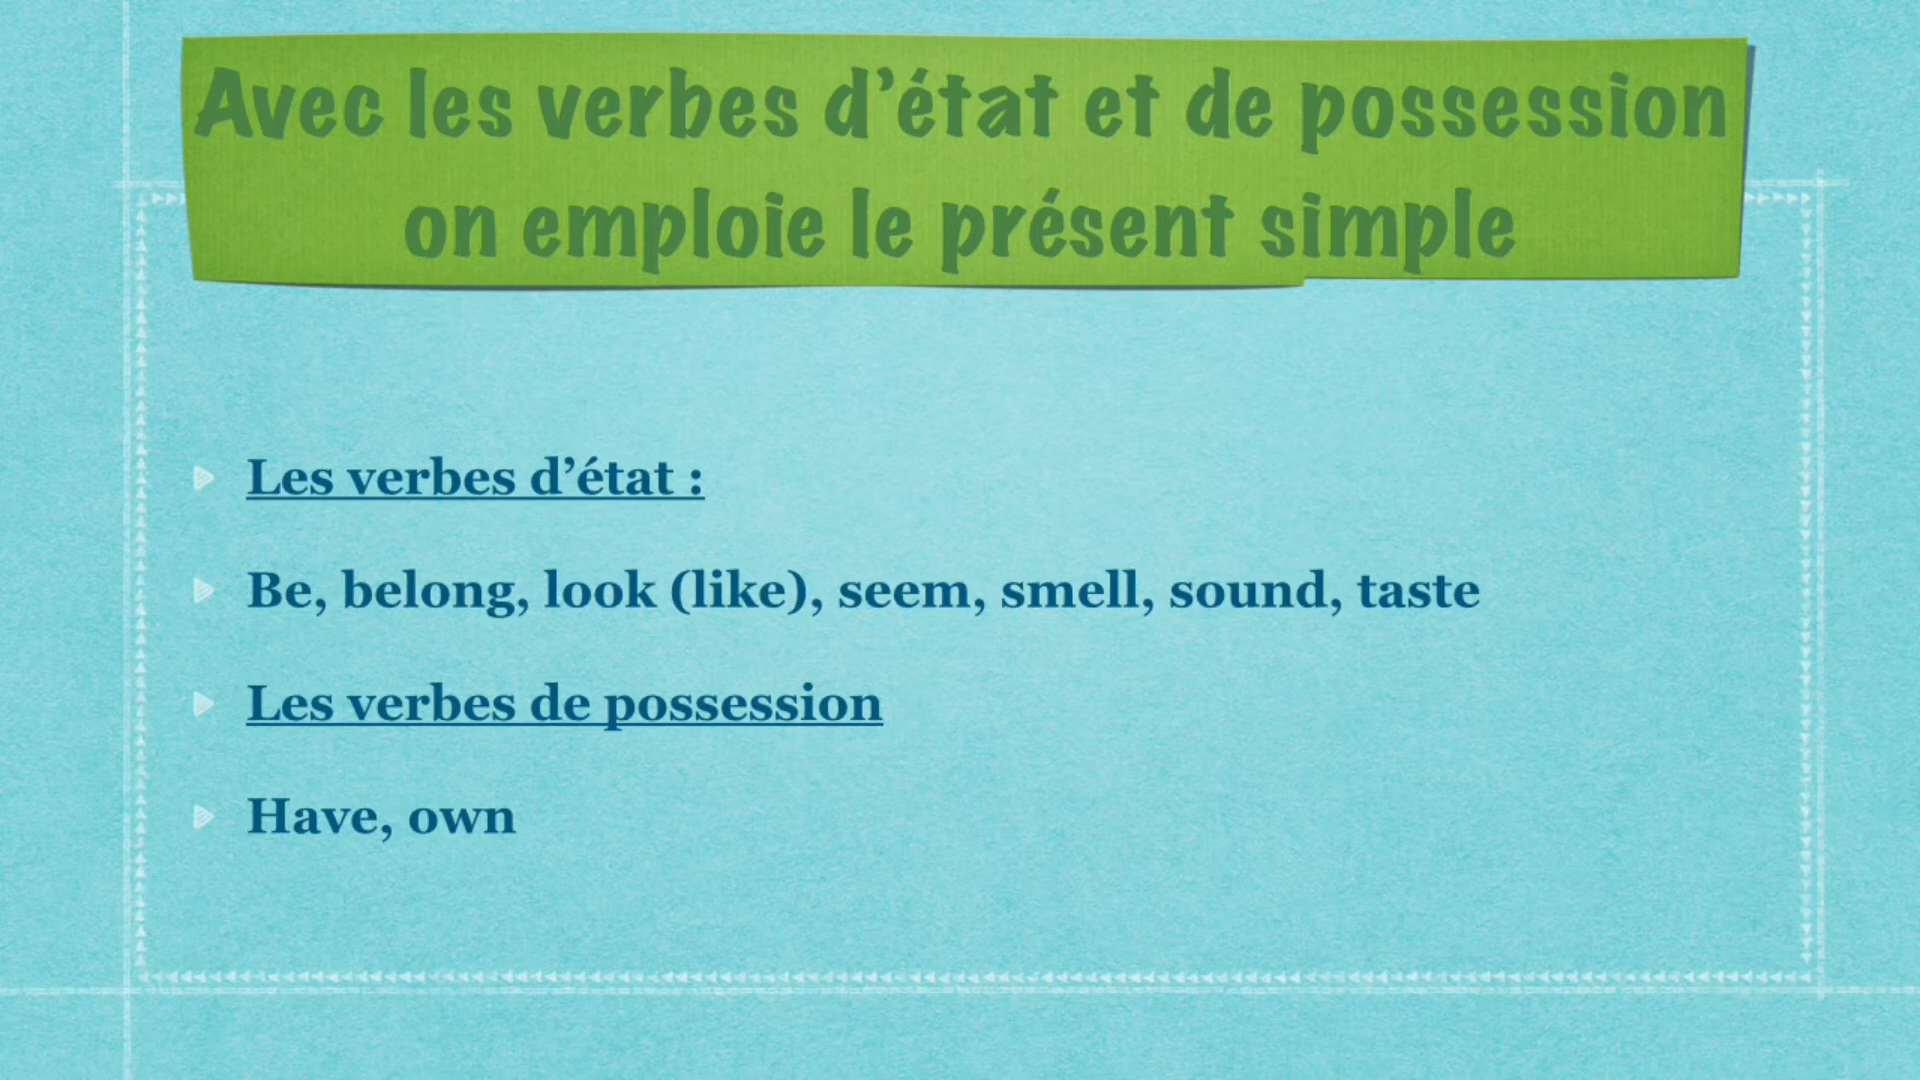 Avec les verbes d’état et de possession
on emploie le présent simple
Les verbes d’état :
Be, belong, look (like), seem, smell, sound, taste
Les verbes de possession
Have, own